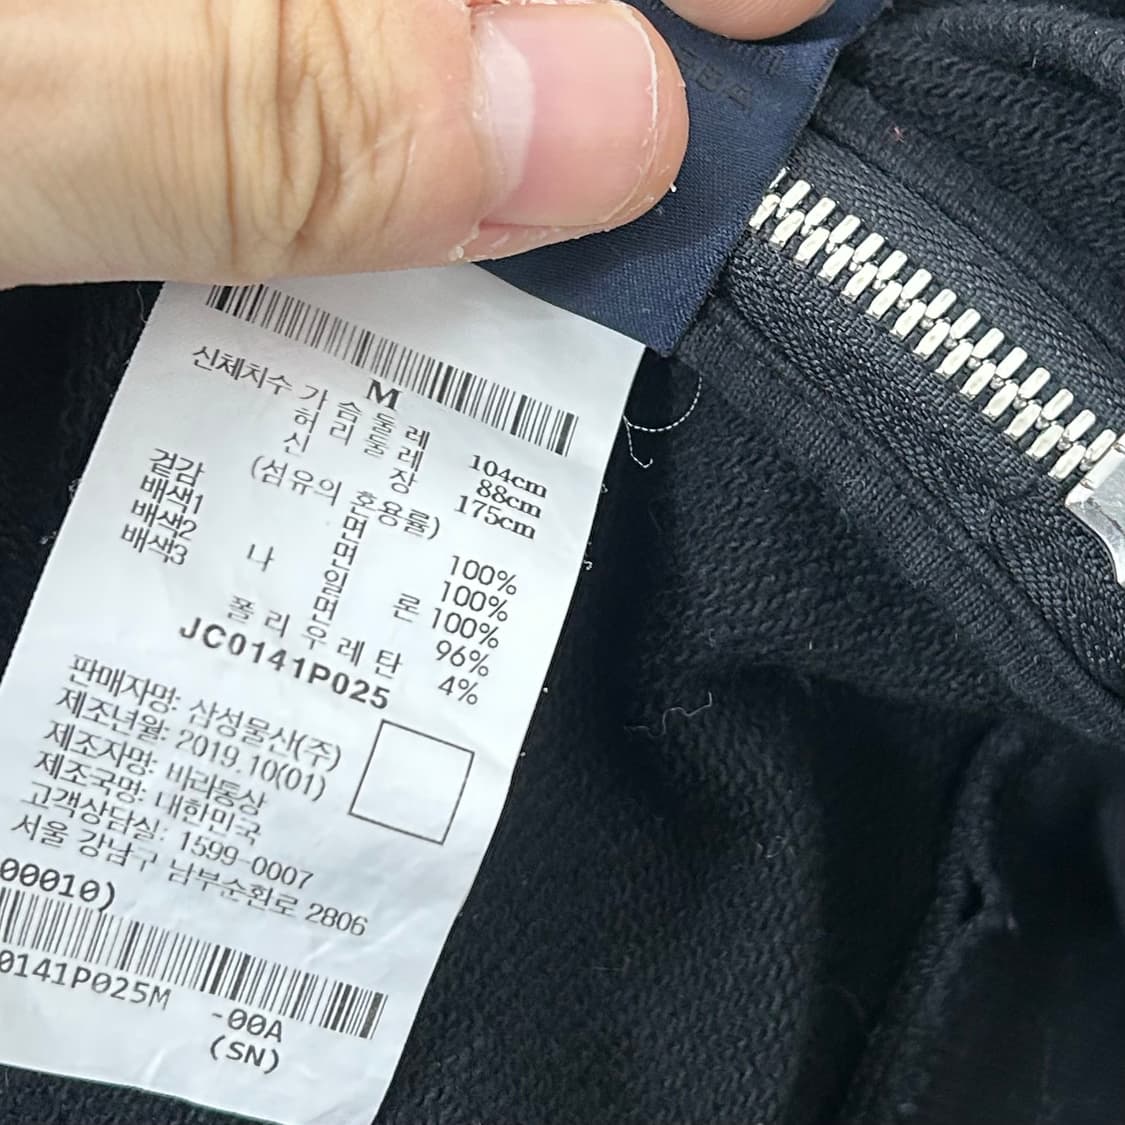 M
신체치수 가슴둘레 104cm
허리둘레 88cm
신장 175cm
(섬유의 혼용률)
겉감 면 100%
배색1 면 100%
배색2 나일론 100%
배색3 면 96%
폴리우레탄 4%
JC0141P025
판매자명: 삼성물산(주)
제조년월: 2019.10(01)
제조자명: 바라통상
제조국명: 대한민국
고객상담실: 1599-0007
서울 강남구 남부순환로 2806
00010)
0141P025M -00A
(SN)